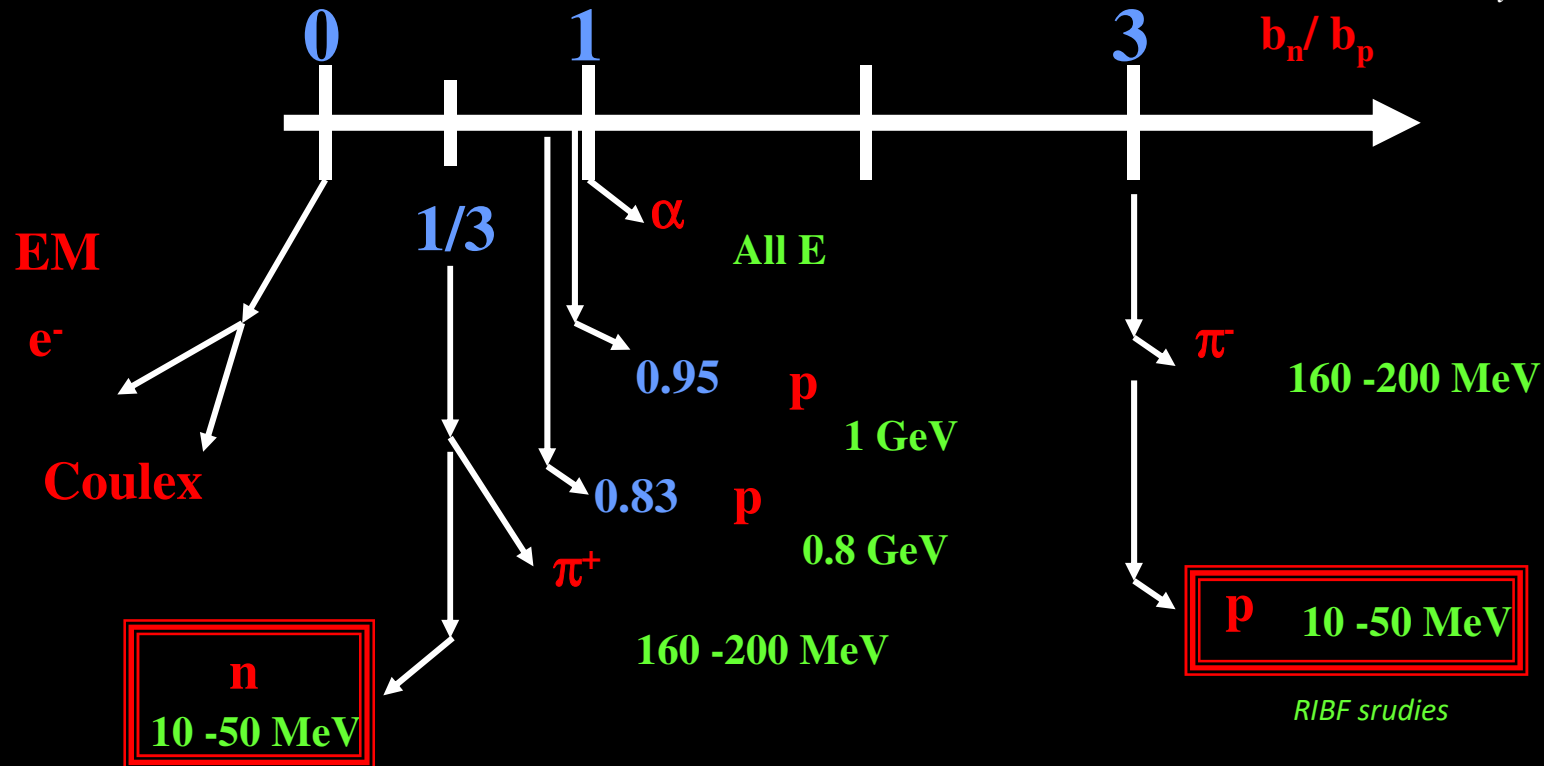 0 1 3 bₙ/ bₚ
1/3 α
EM All E
e⁻ π⁻
0.95 p 160 -200 MeV
1 GeV
Coulex 0.83 p
0.8 GeV
π⁺
p 10 -50 MeV
160 -200 MeV
n
10 -50 MeV
RIBF srudies